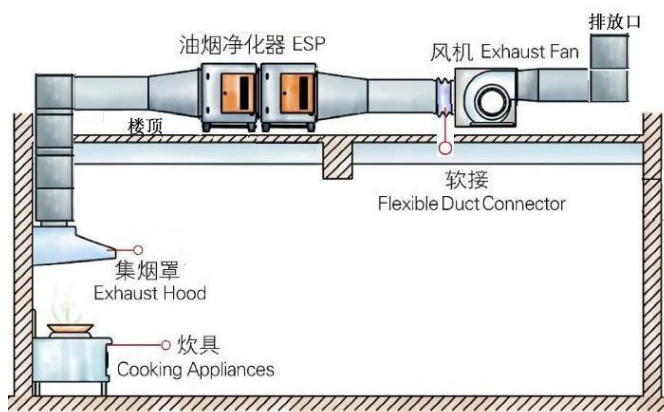 排放口
油烟净化器 ESP
风机 Exhaust Fan
楼顶
软接
Flexible Duct Connector
集烟罩
Exhaust Hood
炊具
Cooking Appliances